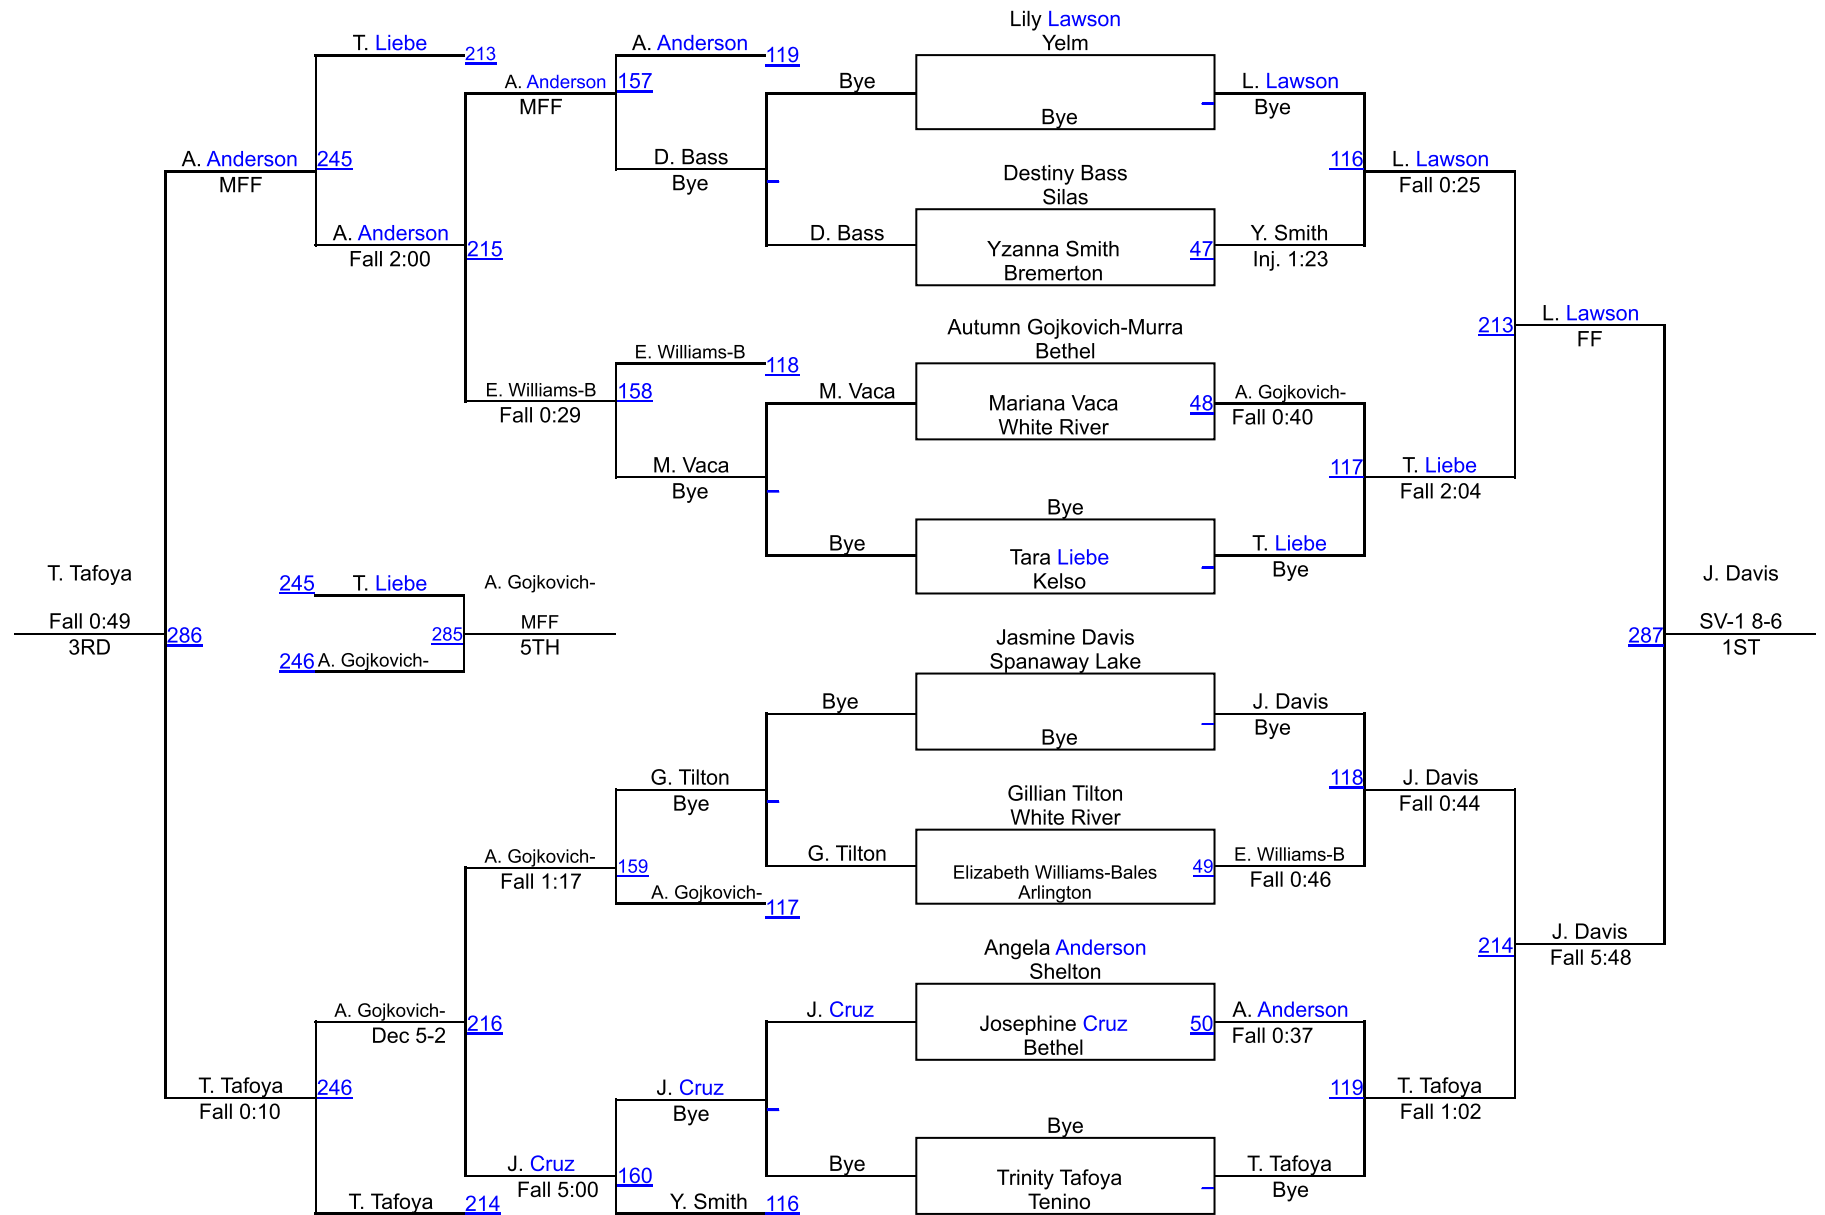 Lily Lawson
T. Liebe
A. Anderson
Yelm
213
119
A. Anderson
157
Bye
L. Lawson
MFF
Bye
Bye
A. Anderson
245
D. Bass
116
L. Lawson
MFF
Bye
Destiny Bass
Fall 0:25
Silas
A. Anderson
215
D. Bass
Yzanna Smith
47
Y. Smith
Fall 2:00
Bremerton
Inj. 1:23
Autumn Gojkovich-Murra
213
L. Lawson
E. Williams-B
118
Bethel
FF
E. Williams-B
158
M. Vaca
Mariana Vaca
48
A. Gojkovich-
Fall 0:29
White River
Fall 0:40
M. Vaca
117
T. Liebe
Bye
Fall 2:04
Bye
Bye
Tara Liebe
T. Liebe
Kelso
Bye
T. Tafoya
245
T. Liebe
A. Gojkovich-
J. Davis
Fall 0:49
MFF
SV-1 8-6
286
285
287
3RD
5TH
1ST
246
A. Gojkovich-
Jasmine Davis
Spanaway Lake
Bye
J. Davis
Bye
Bye
G. Tilton
118
J. Davis
Bye
Gillian Tilton
Fall 0:44
White River
A. Gojkovich-
159
G. Tilton
Elizabeth Williams-Bales
49
E. Williams-B
Fall 1:17
Arlington
Fall 0:46
A. Gojkovich-
117
Angela Anderson
214
J. Davis
Shelton
Fall 5:48
A. Gojkovich-
216
J. Cruz
Josephine Cruz
50
A. Anderson
Dec 5-2
Bethel
Fall 0:37
T. Tafoya
246
J. Cruz
119
T. Tafoya
Fall 0:10
Bye
Fall 1:02
Bye
J. Cruz
160
Bye
Trinity Tafoya
T. Tafoya
Fall 5:00
Tenino
Bye
T. Tafoya
214
Y. Smith
116